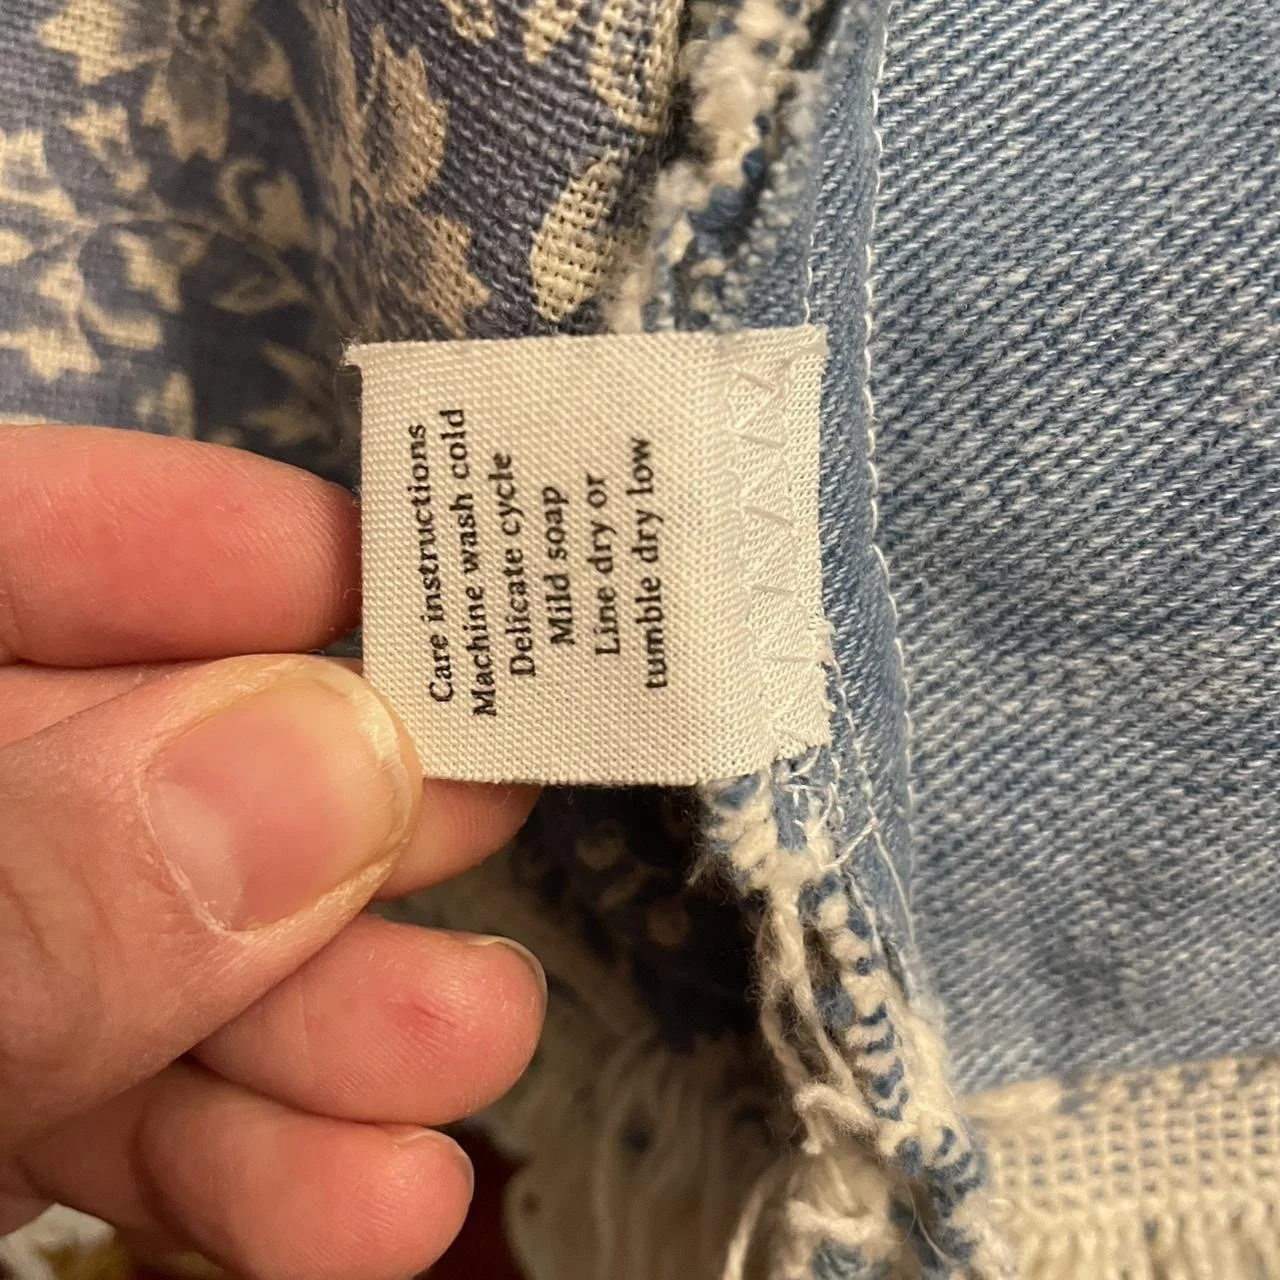 Care instructions
Machine wash cold
Delicate cycle
Mild soap
Line dry or
tumble dry low